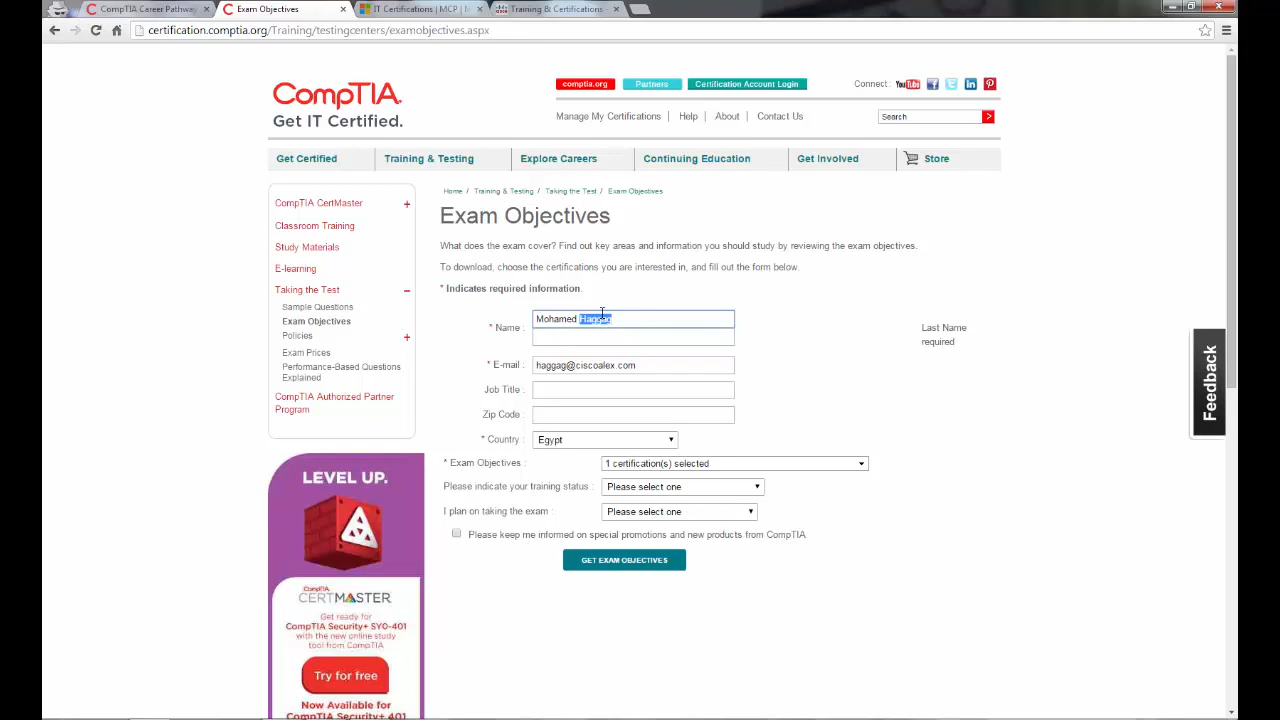 CompTIA Career Pathway
Exam Objectives
IT Certifications | MCP | M
Training & Certifications -
certification.comptia.org/Training/testingcenters/examobjectives.aspx
CompTIA.
Get IT Certified.
comptia.org
Partners
Certification Account Login
Connect :
YouTube
Manage My Certifications
Help
About
Contact Us
Search
Get Certified
Training & Testing
Explore Careers
Continuing Education
Get Involved
Store
CompTIA CertMaster
Classroom Training
Study Materials
E-learning
Taking the Test
Sample Questions
Exam Objectives
Policies
Exam Prices
Performance-Based Questions
Explained
CompTIA Authorized Partner
Program
Home / Training & Testing / Taking the Test / Exam Objectives
Exam Objectives
What does the exam cover? Find out key areas and information you should study by reviewing the exam objectives.
To download, choose the certifications you are interested in, and fill out the form below.
* Indicates required information.
* Name : Mohamed Haggag
Last Name
required
* E-mail : haggag@ciscoalex.com
Job Title :
Zip Code :
* Country : Egypt
* Exam Objectives : 1 certification(s) selected
Please indicate your training status : Please select one
I plan on taking the exam : Please select one
Please keep me informed on special promotions and new products from CompTIA.
GET EXAM OBJECTIVES
Feedback
LEVEL UP.
CompTIA
CERTMASTER
Get ready for
CompTIA Security+ SY0-401
with the new online study
tool from CompTIA
Try for free
Now Available for
CompTIA Security+ 401